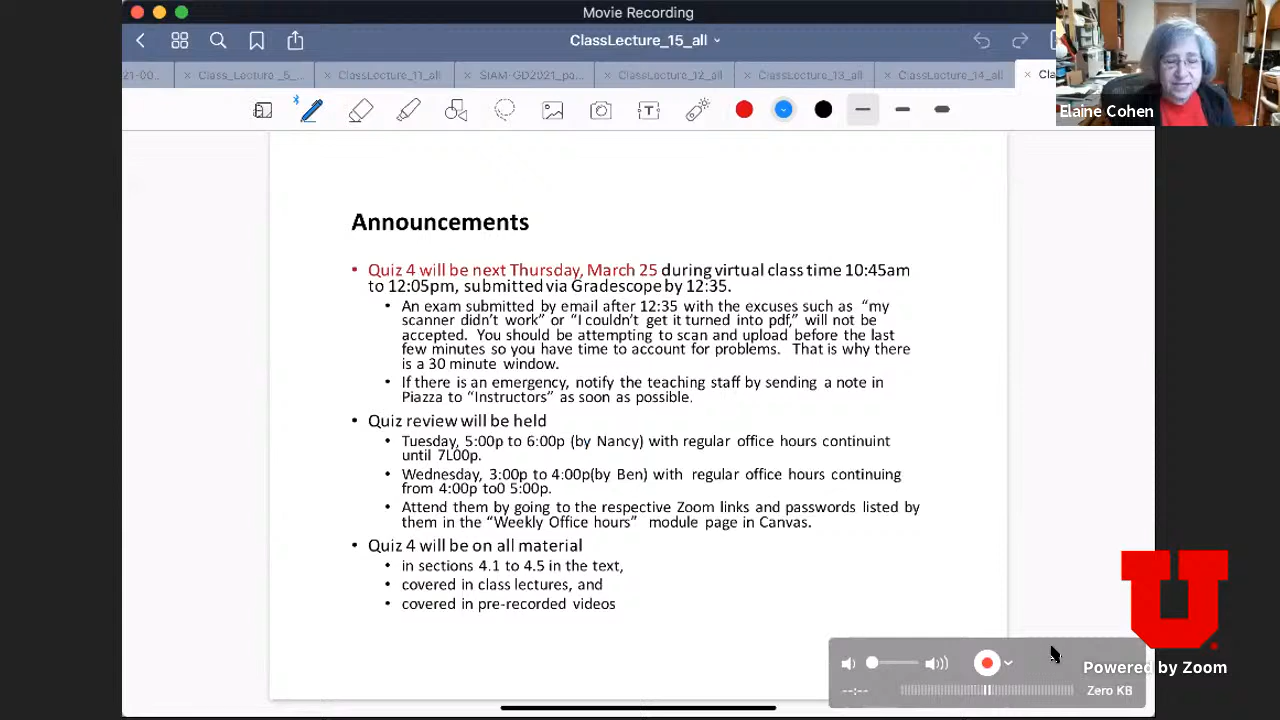 Movie Recording
ClassLecture_15_all
21-00...
Class_Lecture _5_...
ClassLecture_11_all
SIAM-GD2021_pa...
ClassLecture_12_all
ClassLecture_13_all
ClassLecture_14_all
Cla
Elaine Cohen
Announcements
• Quiz 4 will be next Thursday, March 25 during virtual class time 10:45am
to 12:05pm, submitted via Gradescope by 12:35.
• An exam submitted by email after 12:35 with the excuses such as “my
scanner didn’t work” or “I couldn’t get it turned into pdf,” will not be
accepted. You should be attempting to scan and upload before the last
few minutes so you have time to account for problems. That is why there
is a 30 minute window.
• If there is an emergency, notify the teaching staff by sending a note in
Piazza to “Instructors” as soon as possible.
• Quiz review will be held
• Tuesday, 5:00p to 6:00p (by Nancy) with regular office hours continuint
until 7L00p.
• Wednesday, 3:00p to 4:00p(by Ben) with regular office hours continuing
from 4:00p to0 5:00p.
• Attend them by going to the respective Zoom links and passwords listed by
them in the “Weekly Office hours” module page in Canvas.
• Quiz 4 will be on all material
• in sections 4.1 to 4.5 in the text,
• covered in class lectures, and
• covered in pre-recorded videos
--:--
Zero KB
U
Powered by Zoom